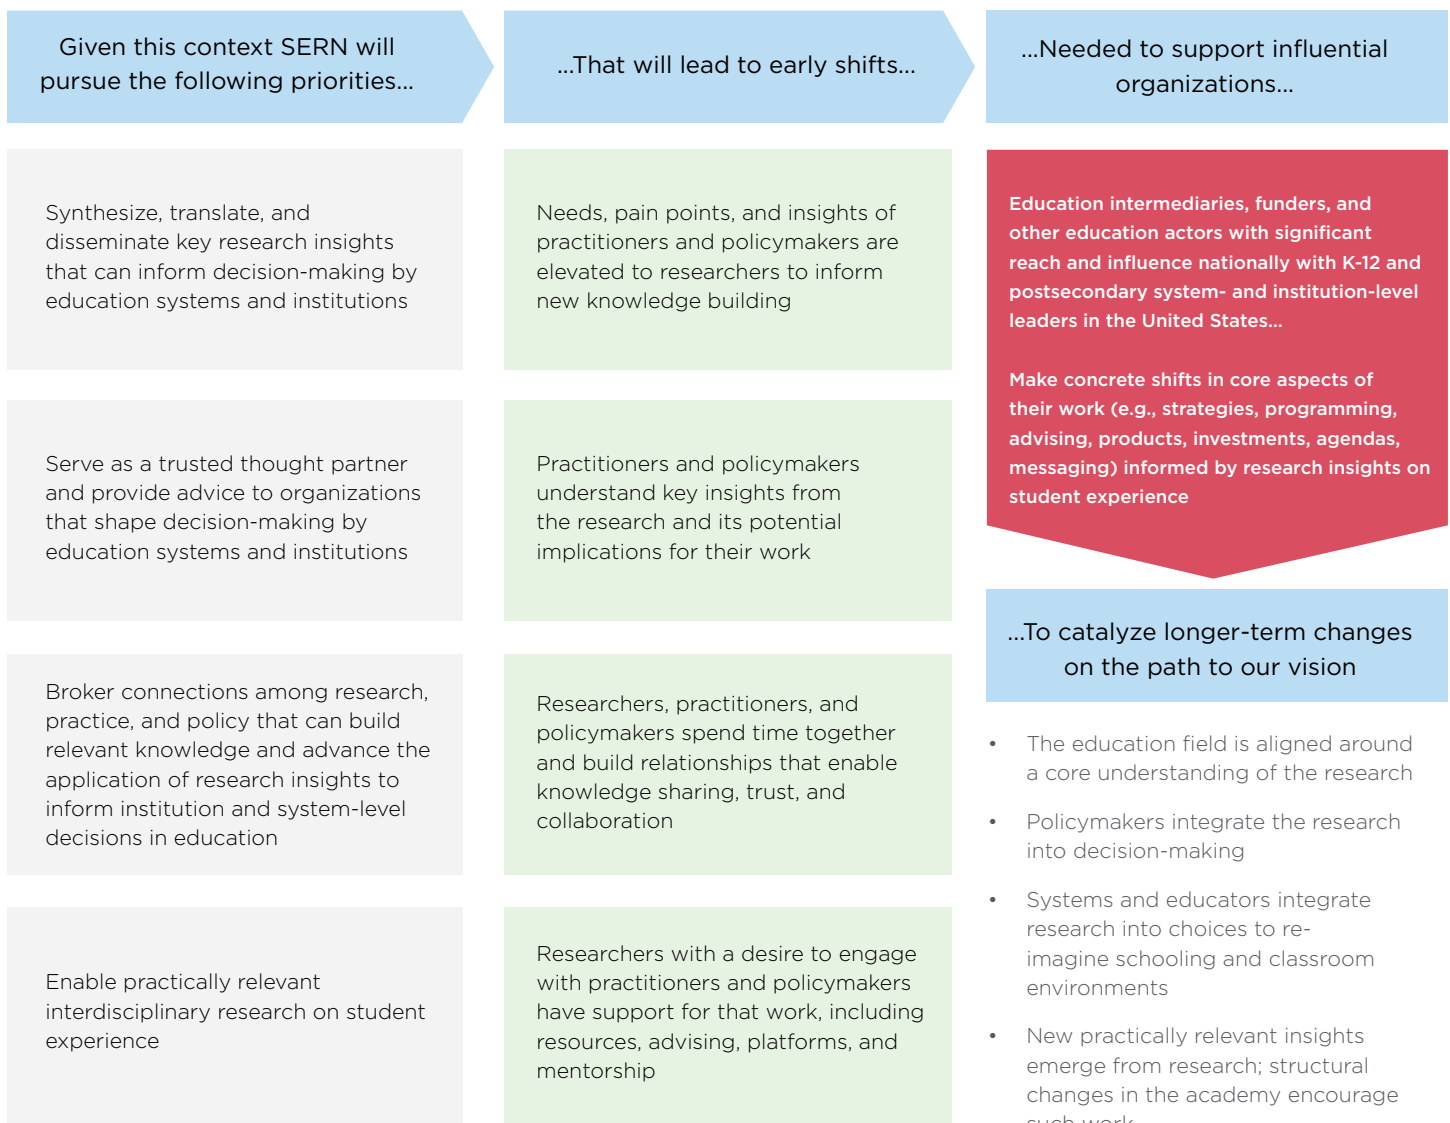 Given this context SERN will
pursue the following priorities...
...That will lead to early shifts...
...Needed to support influential
organizations...
Synthesize, translate, and
disseminate key research insights
that can inform decision-making by
education systems and institutions
Serve as a trusted thought partner
and provide advice to organizations
that shape decision-making by
education systems and institutions
Broker connections among research,
practice, and policy that can build
relevant knowledge and advance the
application of research insights to
inform institution and system-level
decisions in education
Enable practically relevant
interdisciplinary research on student
experience
Needs, pain points, and insights of
practitioners and policymakers are
elevated to researchers to inform
new knowledge building
Practitioners and policymakers
understand key insights from
the research and its potential
implications for their work
Researchers, practitioners, and
policymakers spend time together
and build relationships that enable
knowledge sharing, trust, and
collaboration
Researchers with a desire to engage
with practitioners and policymakers
have support for that work, including
resources, advising, platforms, and
mentorship
Education intermediaries, funders, and
other education actors with significant
reach and influence nationally with K-12 and
postsecondary system- and institution-level
leaders in the United States...
Make concrete shifts in core aspects of
their work (e.g., strategies, programming,
advising, products, investments, agendas,
messaging) informed by research insights on
student experience
...To catalyze longer-term changes
on the path to our vision
• The education field is aligned around
a core understanding of the research
• Policymakers integrate the research
into decision-making
• Systems and educators integrate
research into choices to re-
imagine schooling and classroom
environments
• New practically relevant insights
emerge from research; structural
changes in the academy encourage
such work